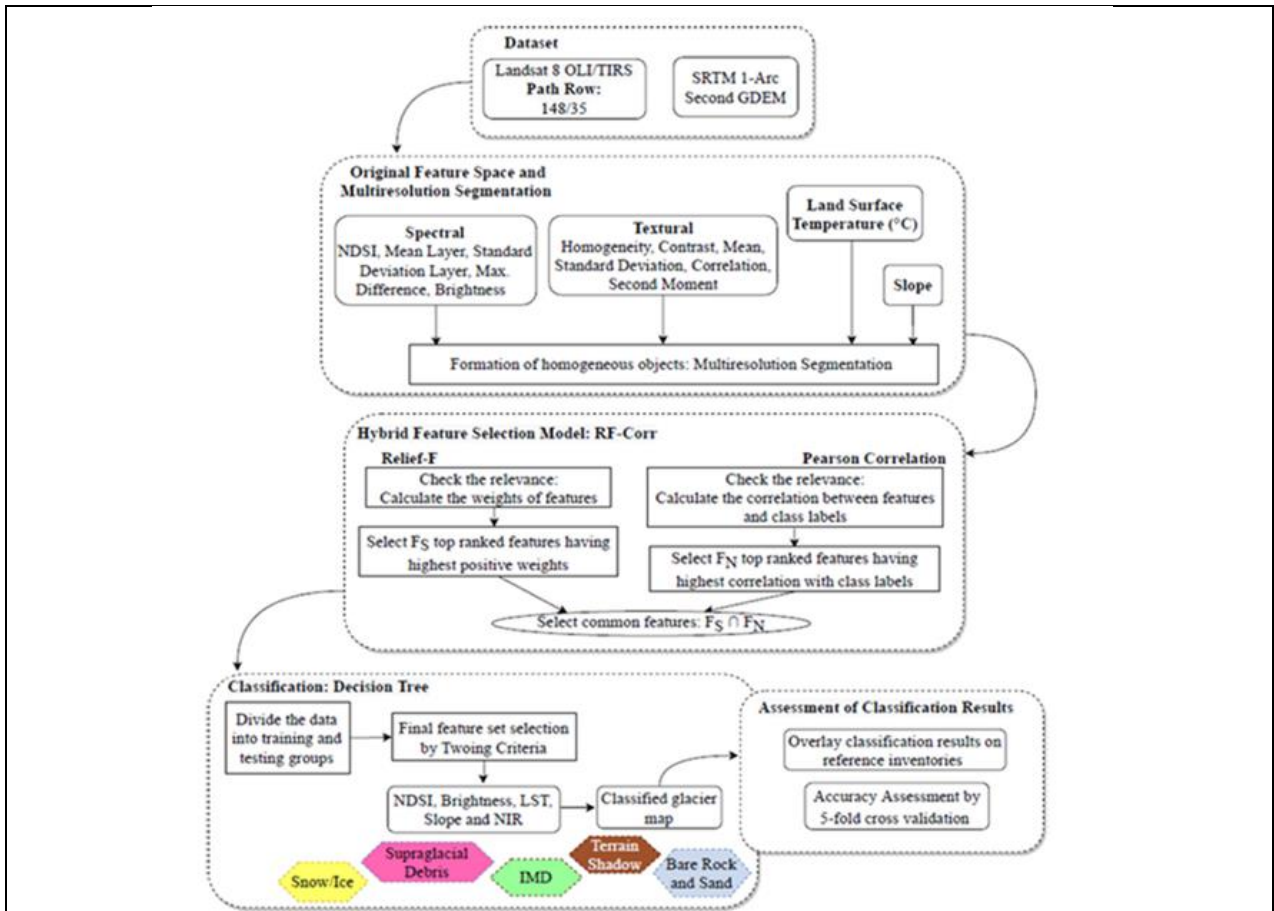 Dataset
Landsat 8 OLI/TIRS
Path Row:
148/35
SRTM 1-Arc
Second GDEM
Original Feature Space and
Multiresolution Segmentation
Spectral
NDSI, Mean Layer, Standard
Deviation Layer, Max.
Difference, Brightness
Textural
Homogeneity, Contrast, Mean,
Standard Deviation, Correlation,
Second Moment
Land Surface
Temperature (°C)
Slope
Formation of homogeneous objects: Multiresolution Segmentation
Hybrid Feature Selection Model: RF-Corr
Relief-F
Check the relevance:
Calculate the weights of features
Select FS top ranked features having
highest positive weights
Pearson Correlation
Check the relevance:
Calculate the correlation between features
and class labels
Select FN top ranked features having
highest correlation with class labels
Select common features: FS ∩ FN
Classification: Decision Tree
Divide the data
into training and
testing groups
Final feature set selection
by Twoing Criteria
NDSI, Brightness, LST,
Slope and NIR
Classified glacier
map
Snow/Ice
Supraglacial
Debris
IMD
Terrain
Shadow
Bare Rock
and Sand
Assessment of Classification Results
Overlay classification results on
reference inventories
Accuracy Assessment by
5-fold cross validation